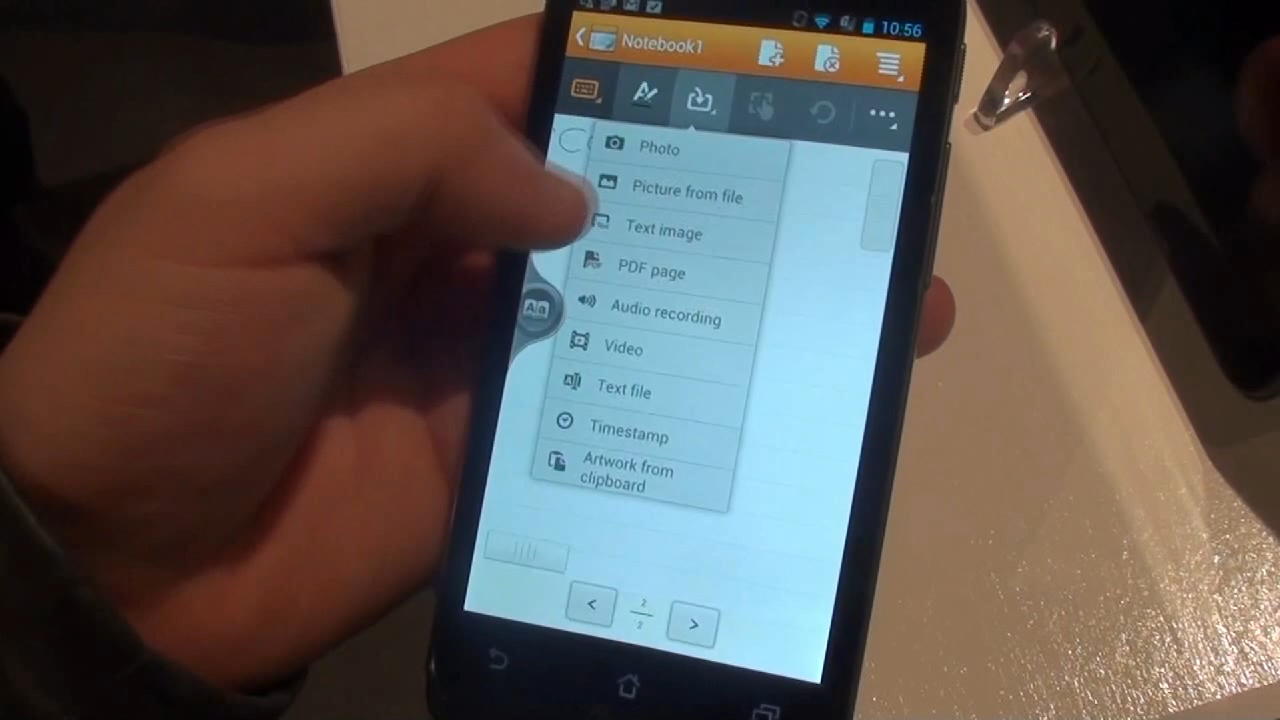 10:56
Notebook1
Photo
Picture from file
Text image
PDF page
Aa
Audio recording
Video
Text file
Timestamp
Artwork from
clipboard
< 2 >
2